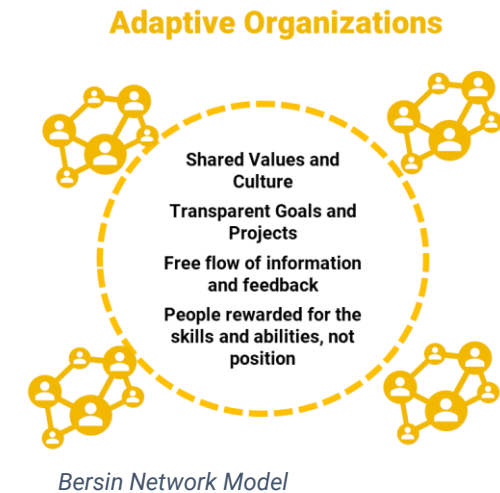 Adaptive Organizations
Shared Values and
Culture
Transparent Goals and
Projects
Free flow of information
and feedback
People rewarded for the
skills and abilities, not
position
Bersin Network Model